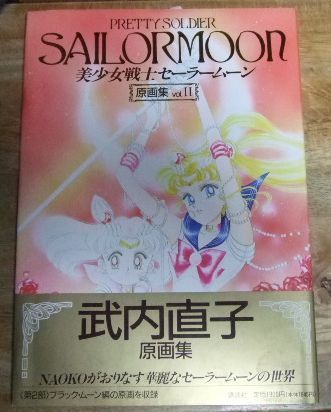 PRETTY SOLDIER
SAILORMOON
美少女戦士セーラームーン
原画集 vol II
武内直子
原画集
NAOKOがおりなす華麗なセーラームーンの世界
〈第2部〉ブラック・ムーン編の原画を収録
講談社